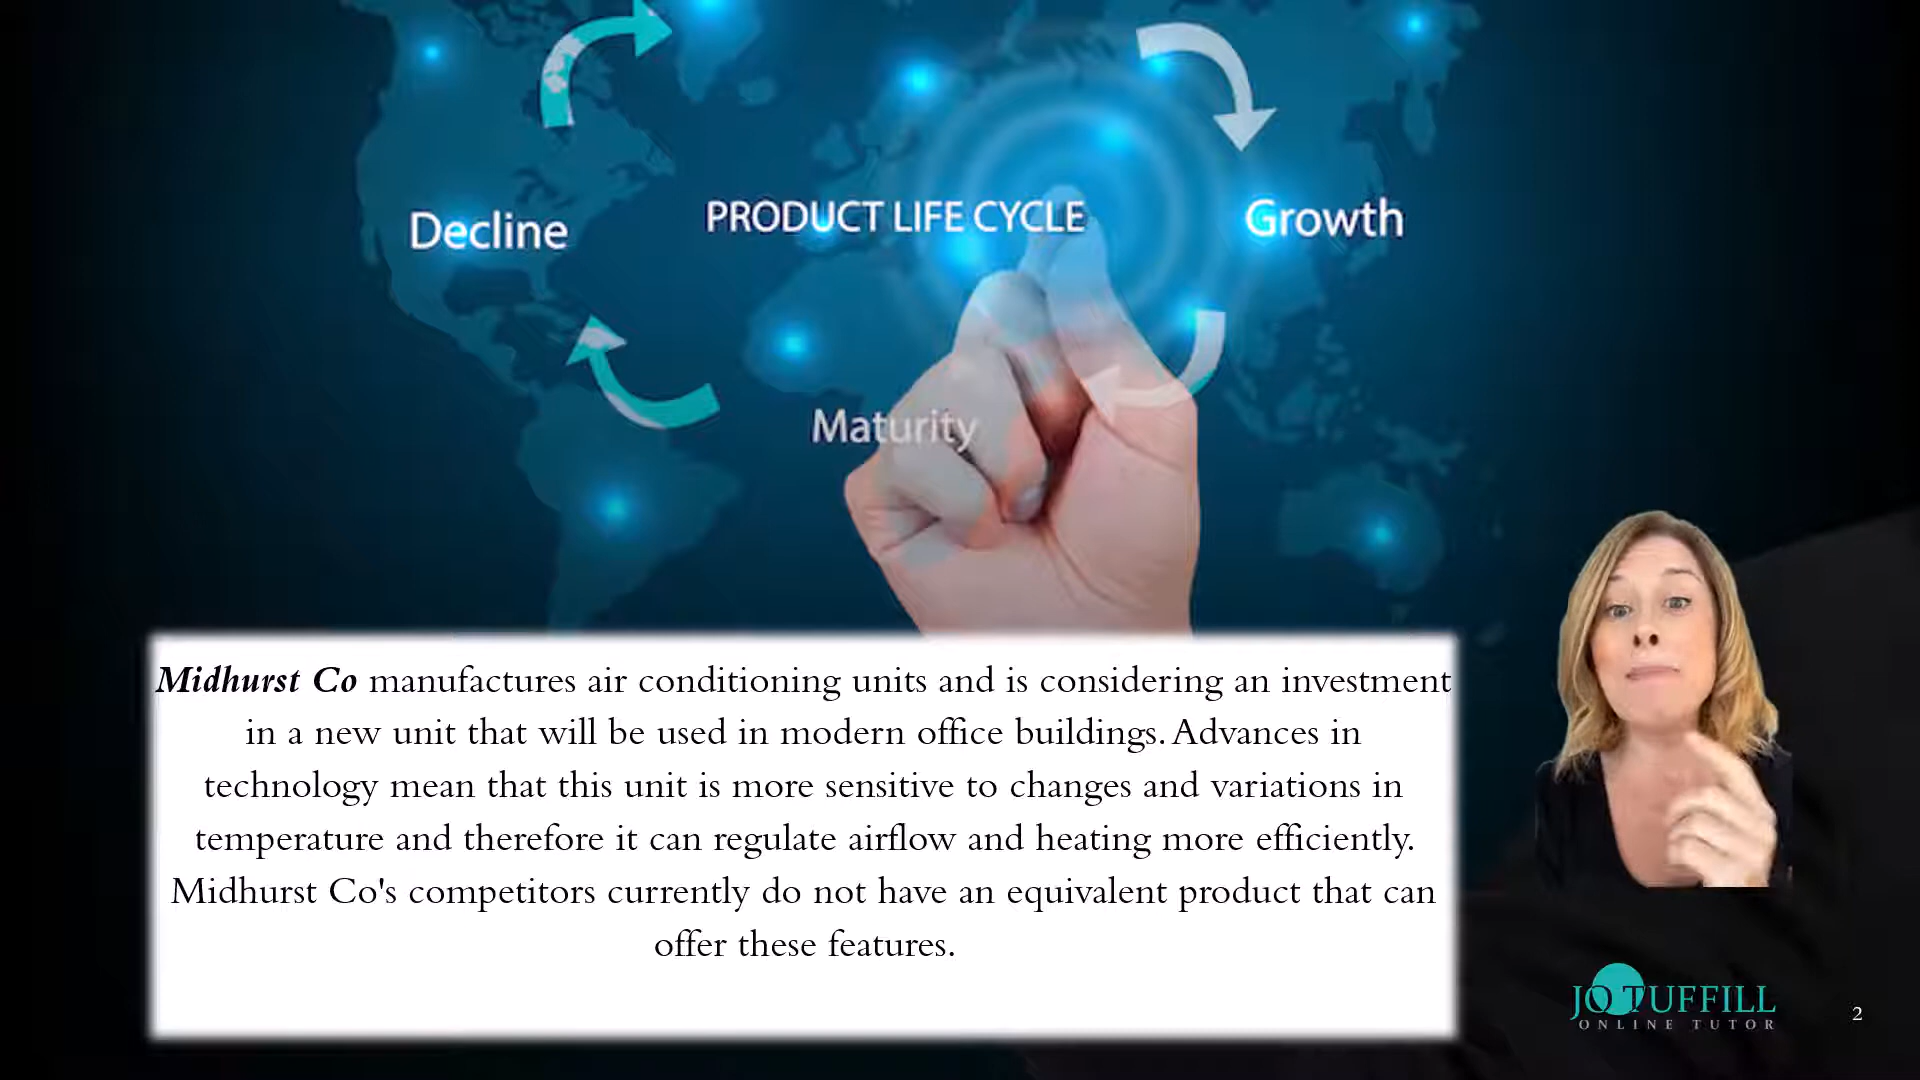 Decline
PRODUCT LIFE CYCLE
Growth
Maturity
Midhurst Co manufactures air conditioning units and is considering an investment
in a new unit that will be used in modern office buildings. Advances in
technology mean that this unit is more sensitive to changes and variations in
temperature and therefore it can regulate airflow and heating more efficiently.
Midhurst Co's competitors currently do not have an equivalent product that can
offer these features.
JO TUFFILL
ONLINE TUTOR
2